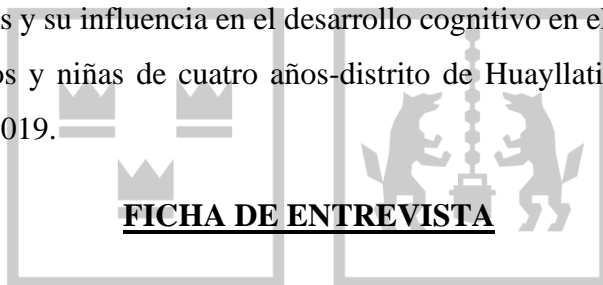 s y su influencia en el desarrollo cognitivo en el
os y niñas de cuatro años-distrito de Huayllati
019.
FICHA DE ENTREVISTA